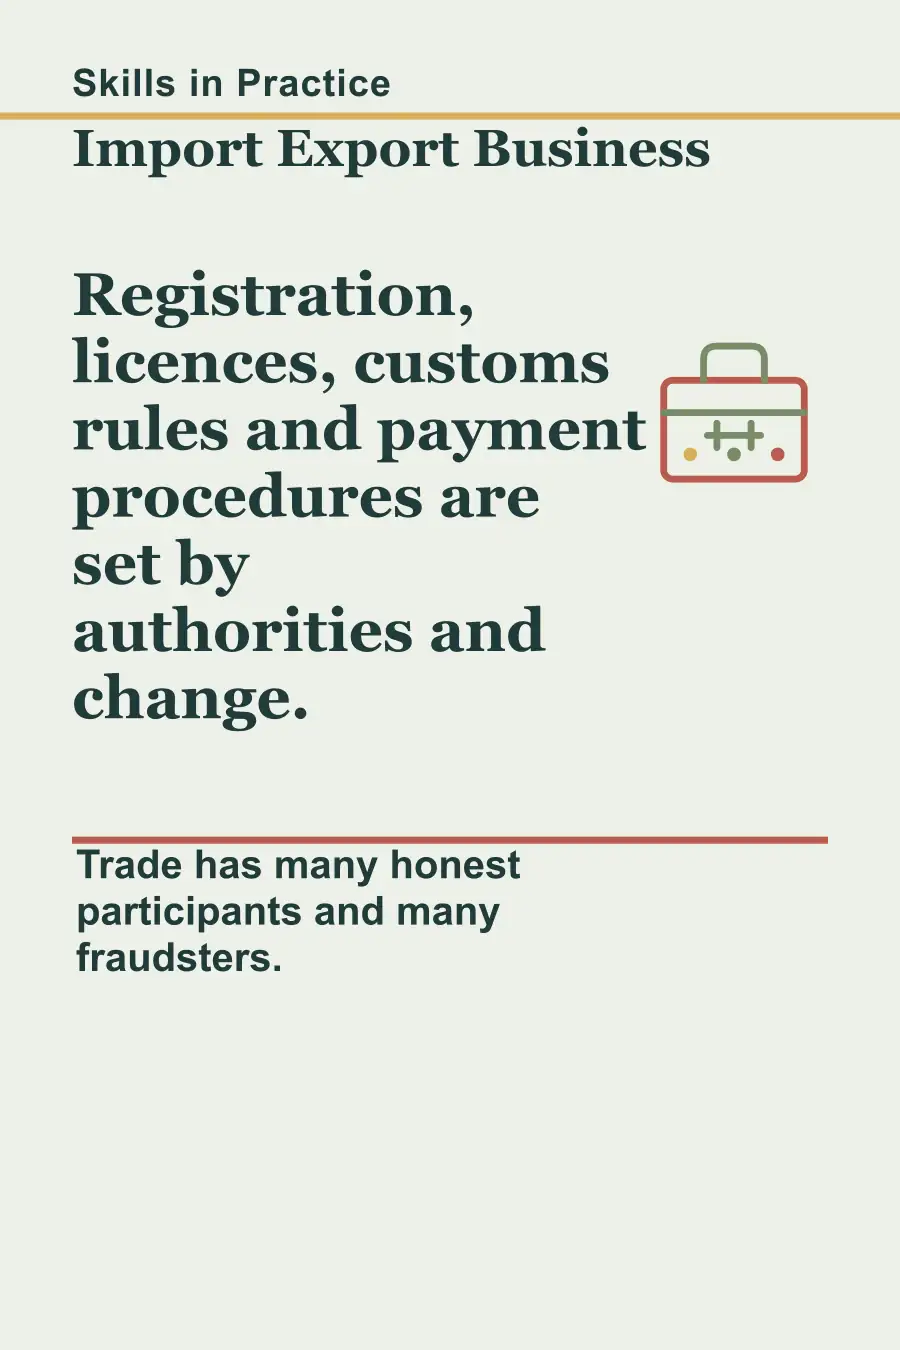 Skills in Practice
Import Export Business
Registration,
licences, customs
rules and payment
procedures are
set by
authorities and
change.
Trade has many honest
participants and many
fraudsters.